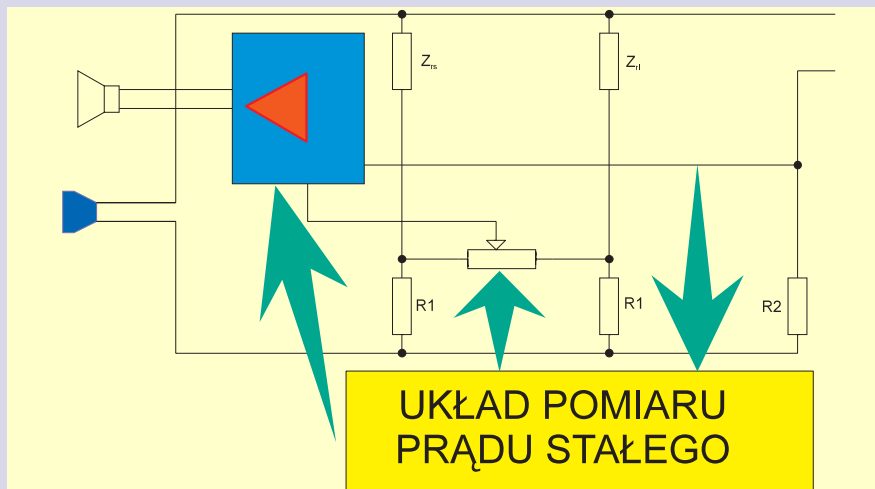 Zrs
Zrl
R1
R1
R2
UKŁAD POMIARU
PRĄDU STAŁEGO